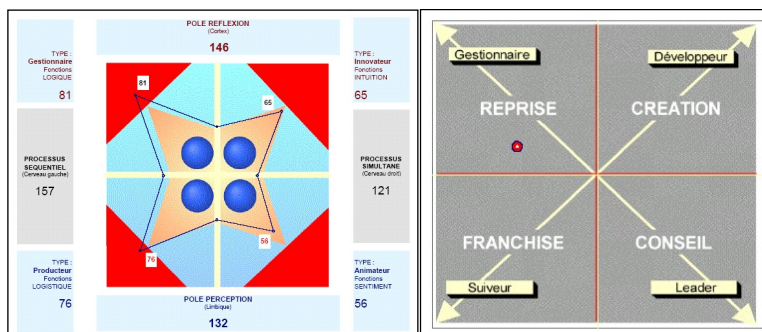 POLE REFLEXION
(Cortex)
146
TYPE :
Gestionnaire
Fonctions
LOGIQUE
81
TYPE :
Innovateur
Fonctions
INTUITION
65
81
65
PROCESSUS
SEQUENTIEL
(Cerveau gauche)
157
PROCESSUS
SIMULTANE
(Cerveau droit)
121
76
56
TYPE :
Producteur
Fonctions
LOGISTIQUE
76
TYPE :
Animateur
Fonctions
SENTIMENT
56
POLE PERCEPTION
(Limbique)
132
Gestionnaire
Développeur
REPRISE
CREATION
FRANCHISE
CONSEIL
Suiveur
Leader